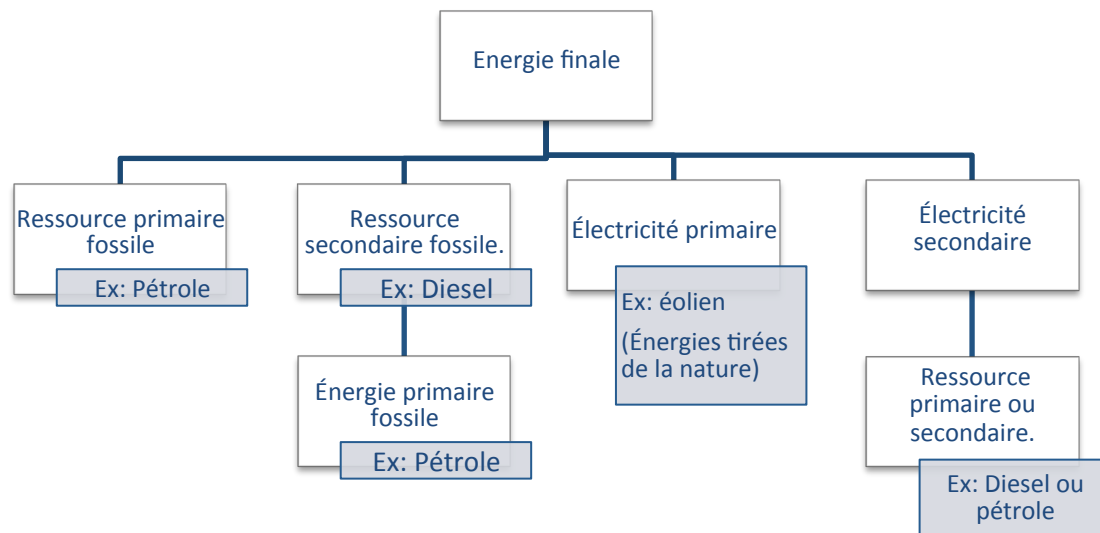 Energie finale
Ressource primaire
fossile
Ex: Pétrole
Ressource
secondaire fossile.
Ex: Diesel
Électricité primaire
Ex: éolien
(Énergies tirées
de la nature)
Électricité
secondaire
Énergie primaire
fossile
Ex: Pétrole
Ressource
primaire ou
secondaire.
Ex: Diesel ou
pétrole